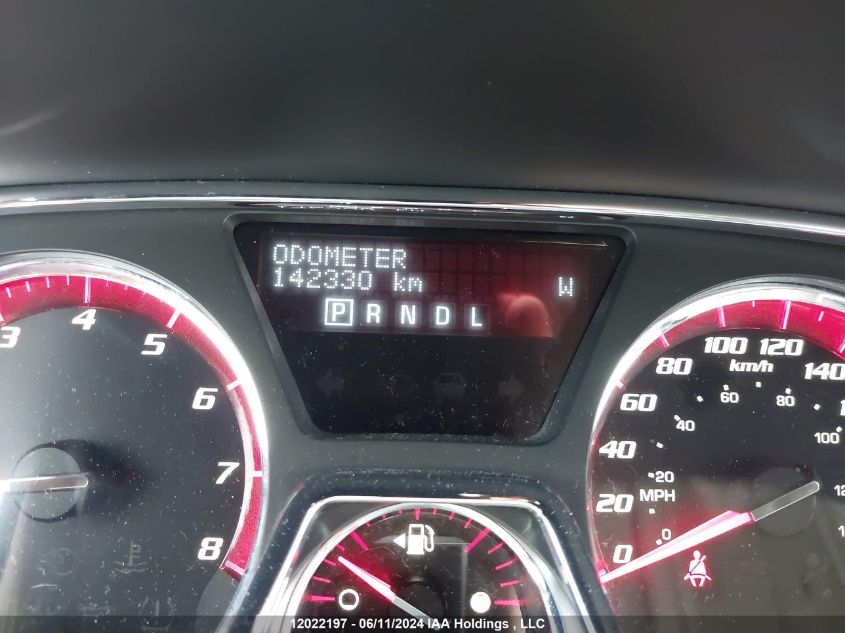 ODOMETER
142330 km W
P R N D L
3 4 5 6 7 8
0 20 40 60 80 100 120 140
km/h
0 20 40 60 80 100
MPH
12022197 - 06/11/2024 IAA Holdings , LLC